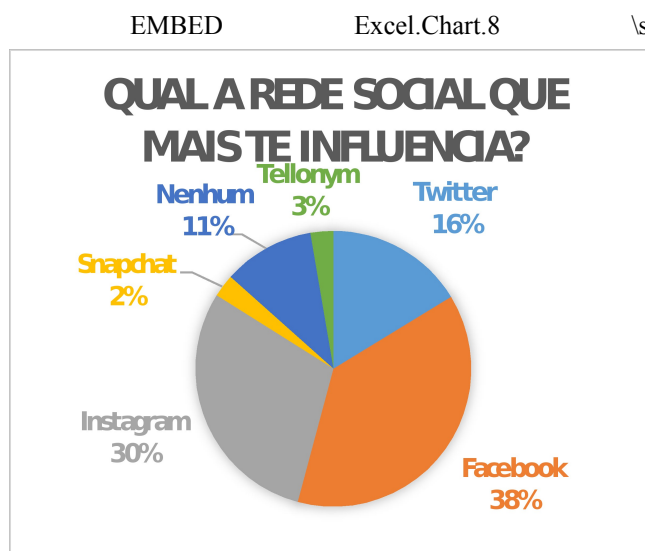 EMBED Excel.Chart.8 \s
QUAL A REDE SOCIAL QUE
MAIS TE INFLUENCIA?
Tellonym
3%
Twitter
16%
Nenhum
11%
Snapchat
2%
Instagram
30%
Facebook
38%